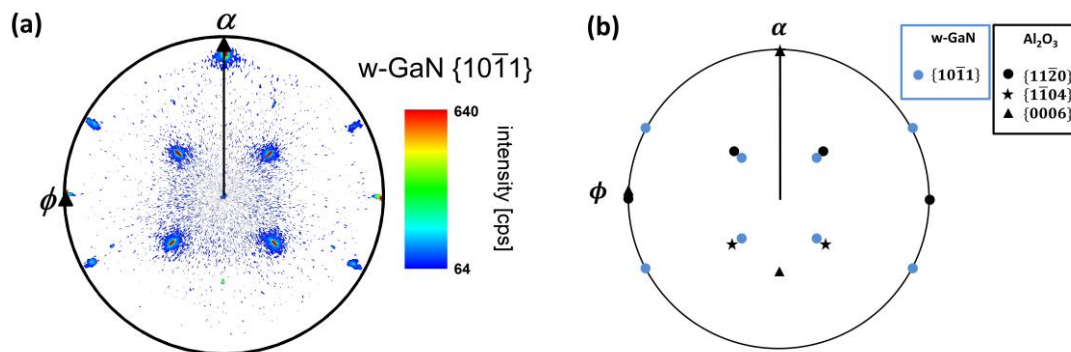 (a)
α
w-GaN {101̅1}
640
intensity [cps]
64
ϕ
(b)
α
ϕ
w-GaN
{101̅1}
Al₂O₃
{112̅0}
{11̅04}
{0006}